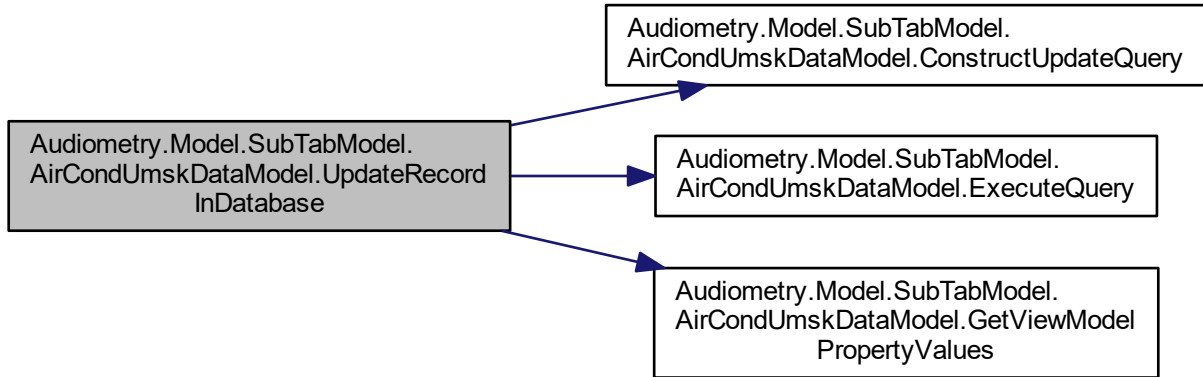 Audiometry.Model.SubTabModel.
AirCondUmskDataModel.UpdateRecord
InDatabase
Audiometry.Model.SubTabModel.
AirCondUmskDataModel.ConstructUpdateQuery
Audiometry.Model.SubTabModel.
AirCondUmskDataModel.ExecuteQuery
Audiometry.Model.SubTabModel.
AirCondUmskDataModel.GetViewModel
PropertyValues